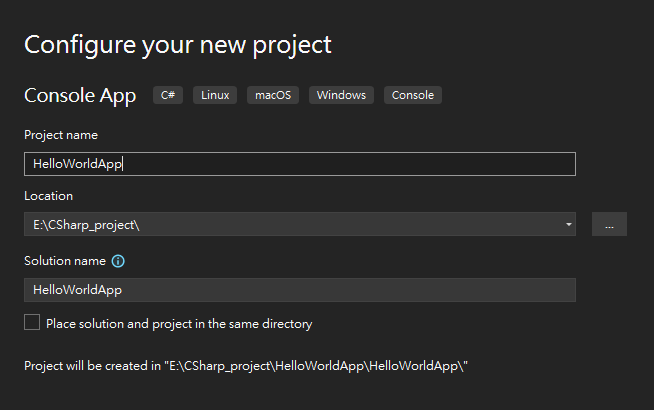 Configure your new project
Console App C# Linux macOS Windows Console
Project name
HelloWorldApp
Location
E:\CSharp_project\
...
Solution name
HelloWorldApp
Place solution and project in the same directory
Project will be created in "E:\CSharp_project\HelloWorldApp\HelloWorldApp\"